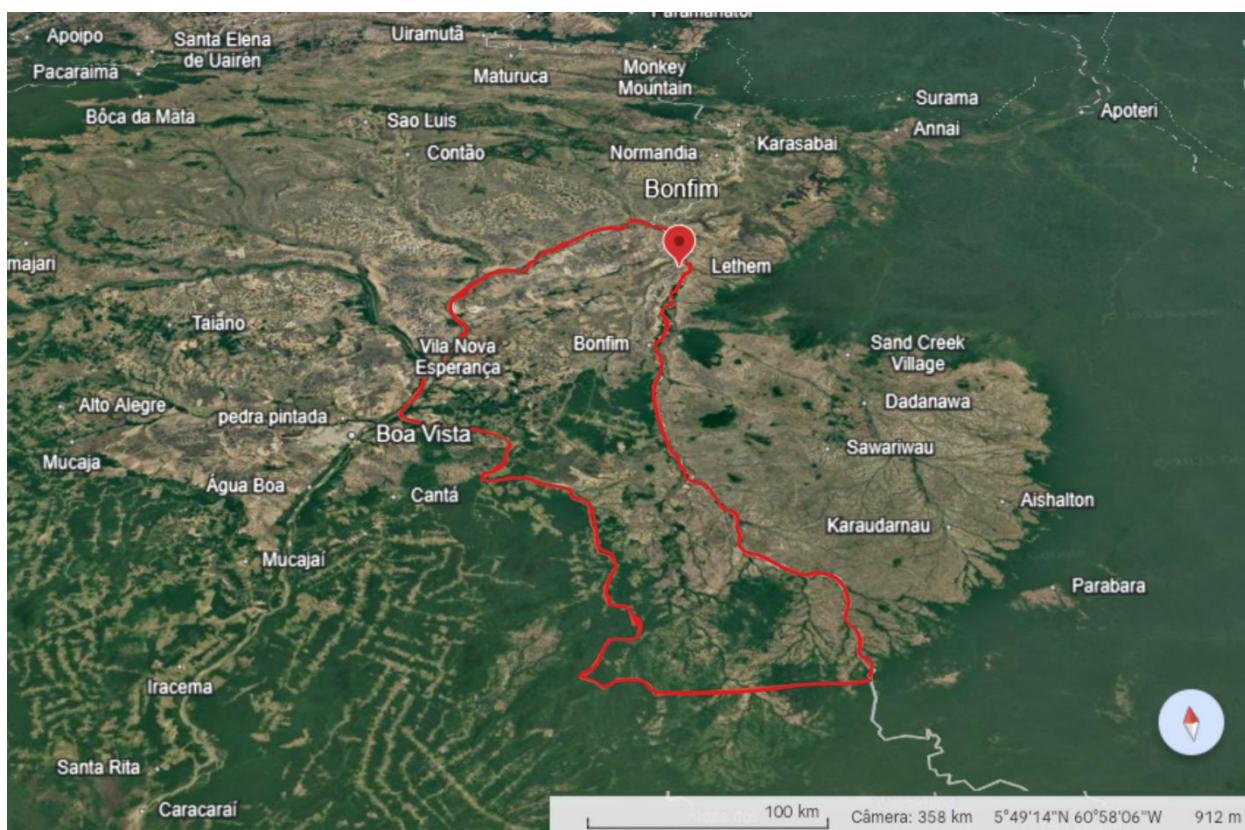 Paramanatoi
Apoipo
Santa Elena
de Uairén
Uiramutã
Pacaraima
Maturuca
Monkey
Mountain
Bôca da Mata
Surama
Apoteri
Sao Luis
Annai
Contão
Normandia
Karasabai
Bonfim
majari
Lethem
Taiano
Vila Nova
Esperança
Bonfim
Sand Creek
Village
Alto Alegre
pedra pintada
Dadanawa
Boa Vista
Mucaja
Sawariwau
Água Boa
Cantá
Aishalton
Karaudarnau
Mucajaí
Parabara
Iracema
Santa Rita
Caracaraí
100 km
Câmera: 358 km
5°49'14"N 60°58'06"W
912 m